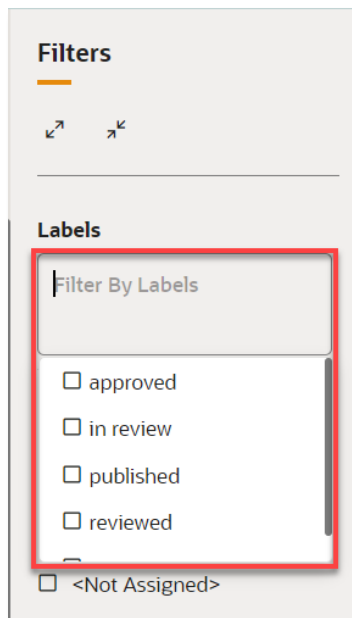 Filters
Labels
Filter By Labels
approved
in review
published
reviewed
<Not Assigned>